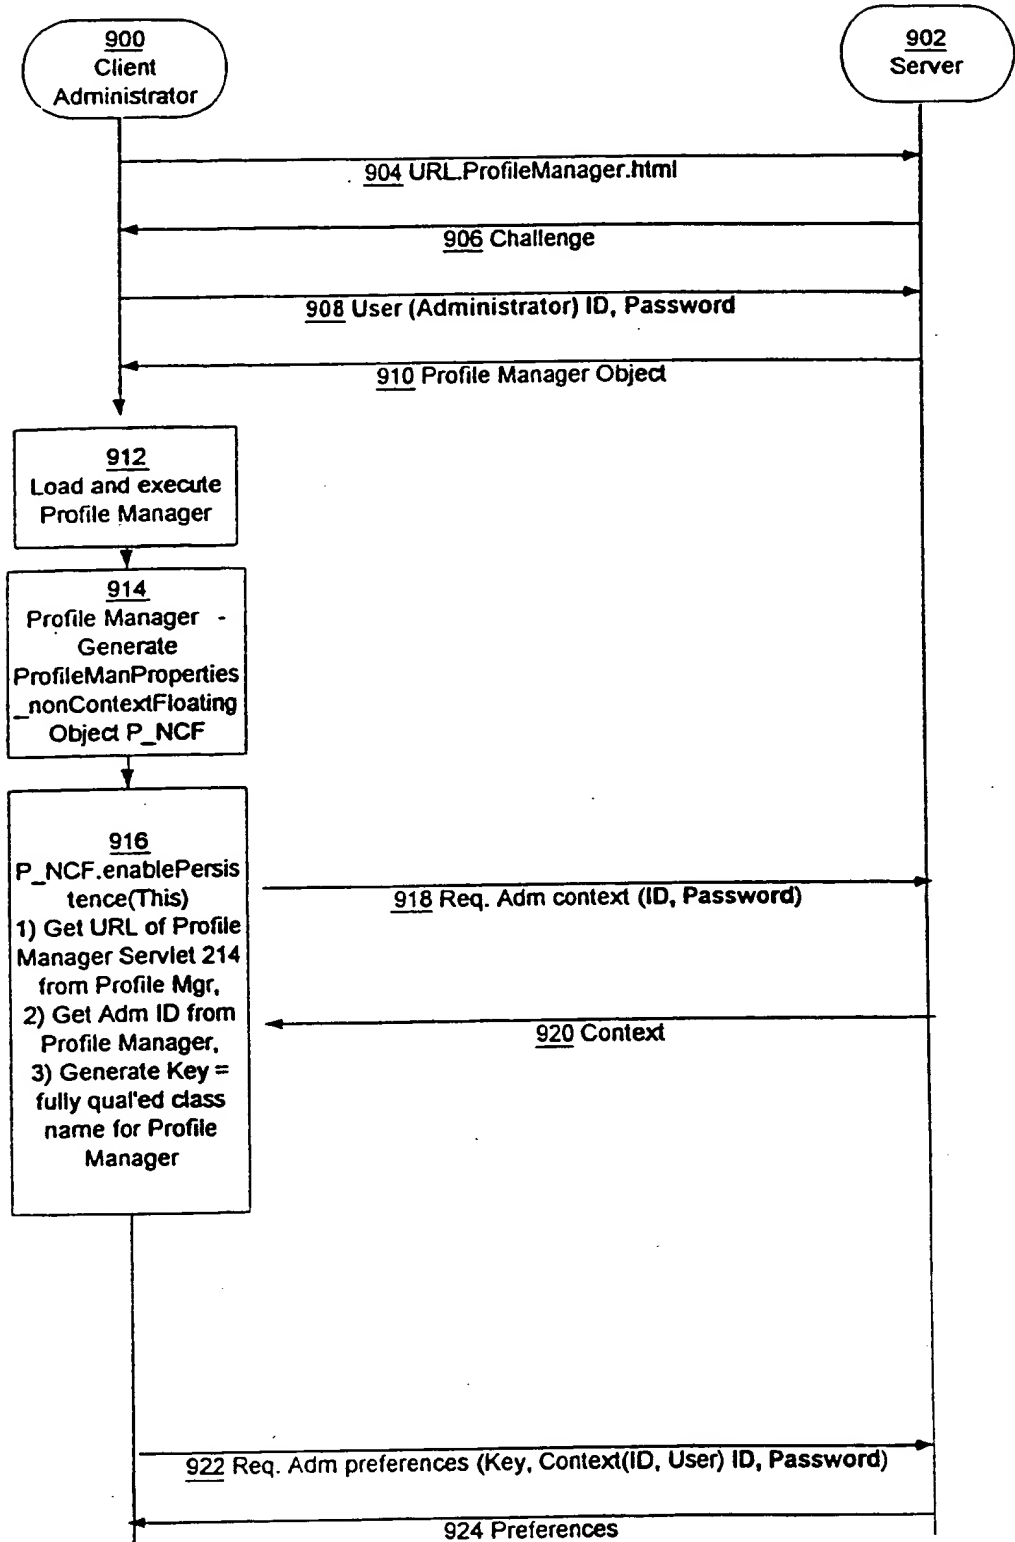 900
Client
Administrator
902
Server
904 URL.ProfileManager.html
906 Challenge
908 User (Administrator) ID, Password
910 Profile Manager Object
912
Load and execute
Profile Manager
914
Profile Manager -
Generate
ProfileManProperties
_nonContextFloating
Object P_NCF
916
P_NCF.enablePersis
tence(This)
1) Get URL of Profile
Manager Servlet 214
from Profile Mgr,
2) Get Adm ID from
Profile Manager,
3) Generate Key =
fully qual'ed class
name for Profile
Manager
918 Req. Adm context (ID, Password)
920 Context
922 Req. Adm preferences (Key, Context(ID, User) ID, Password)
924 Preferences